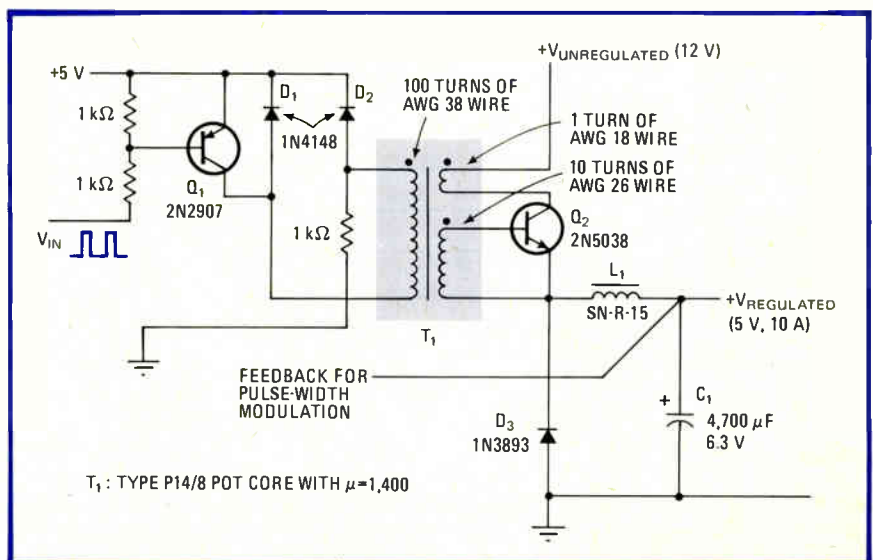 +5 V
1 kΩ
1 kΩ
VIN
Q1
2N2907
D1
D2
1N4148
1 kΩ
100 TURNS OF
AWG 38 WIRE
+VUNREGULATED (12 V)
1 TURN OF
AWG 18 WIRE
10 TURNS OF
AWG 26 WIRE
Q2
2N5038
L1
SN-R-15
+VREGULATED
(5 V, 10 A)
T1
FEEDBACK FOR
PULSE-WIDTH
MODULATION
D3
1N3893
+
C1
4,700 μF
6.3 V
T1 : TYPE P14/8 POT CORE WITH μ=1,400